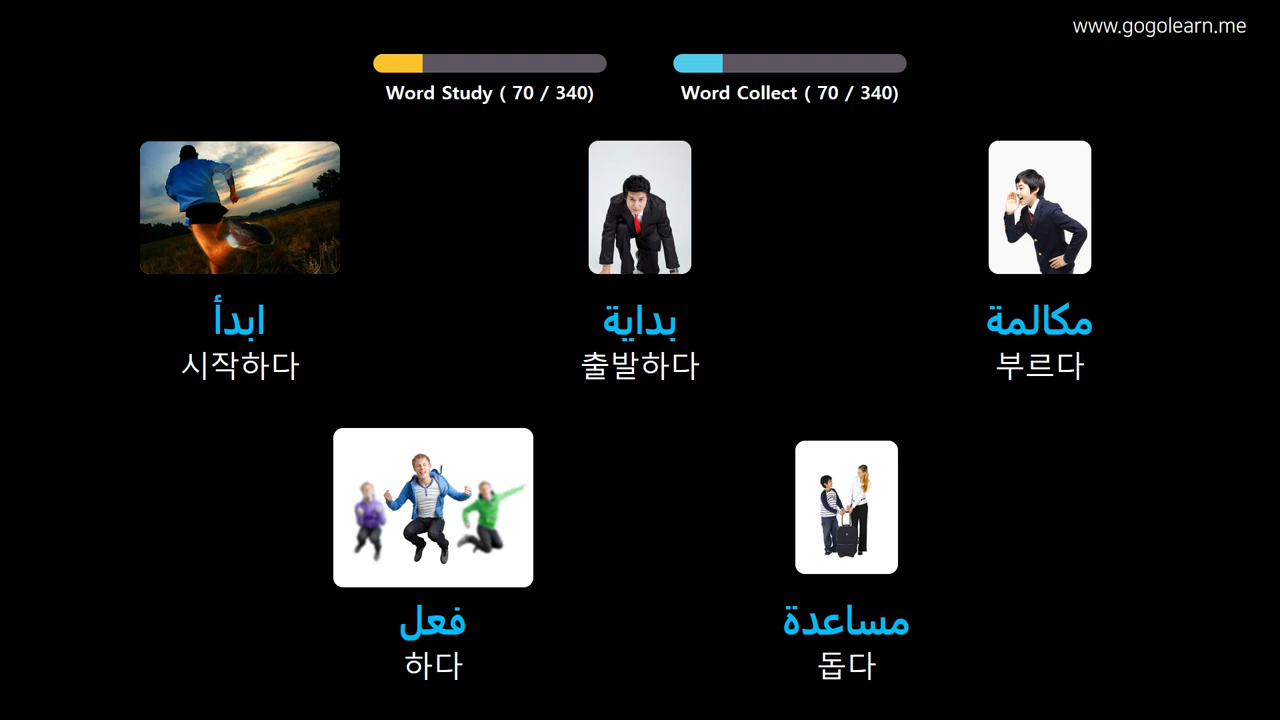 www.gogolearn.me
Word Study ( 70 / 340)
Word Collect ( 70 / 340)
ابدأ
시작하다
بداية
출발하다
مكالمة
부르다
فعل
하다
مساعدة
돕다